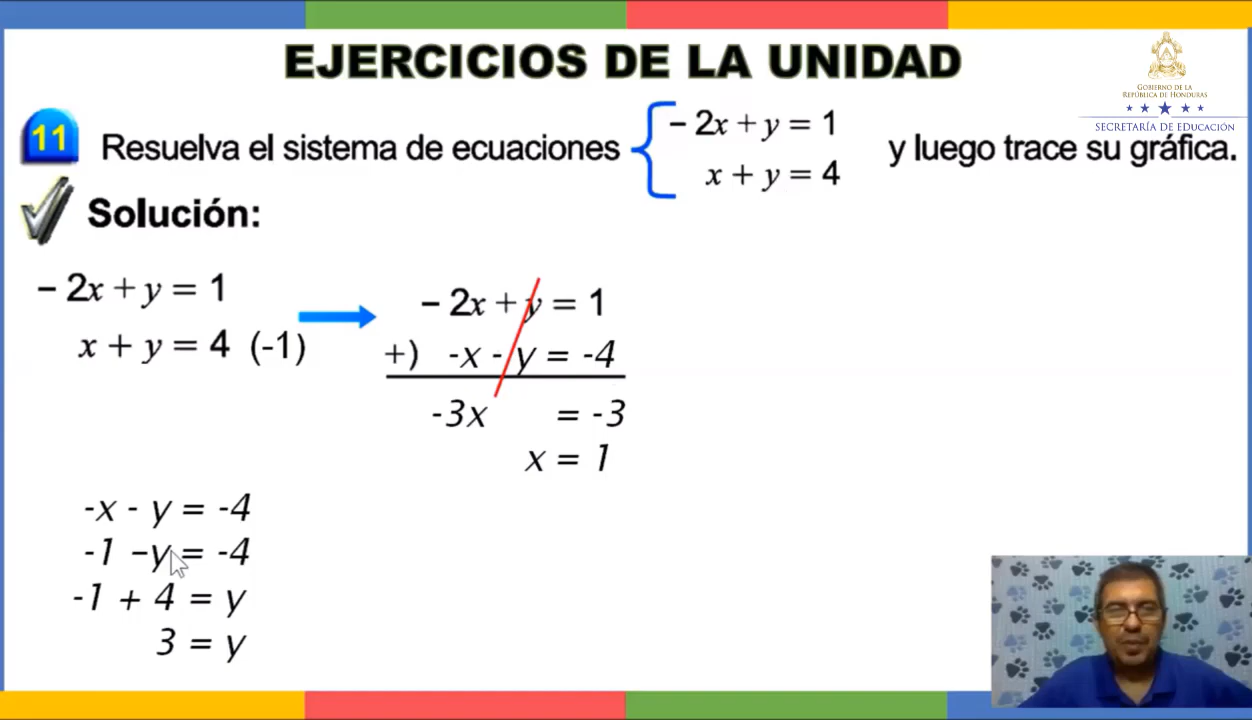 EJERCICIOS DE LA UNIDAD
GOBIERNO DE LA
REPÚBLICA DE HONDURAS
SECRETARÍA DE EDUCACIÓN
11 Resuelva el sistema de ecuaciones { - 2x + y = 1
x + y = 4
y luego trace su gráfica.
Solución:
- 2x + y = 1
x + y = 4 (-1)
- 2x + y = 1
+) -x - y = -4
-3x = -3
x = 1
-x - y = -4
-1 -y = -4
-1 + 4 = y
3 = y